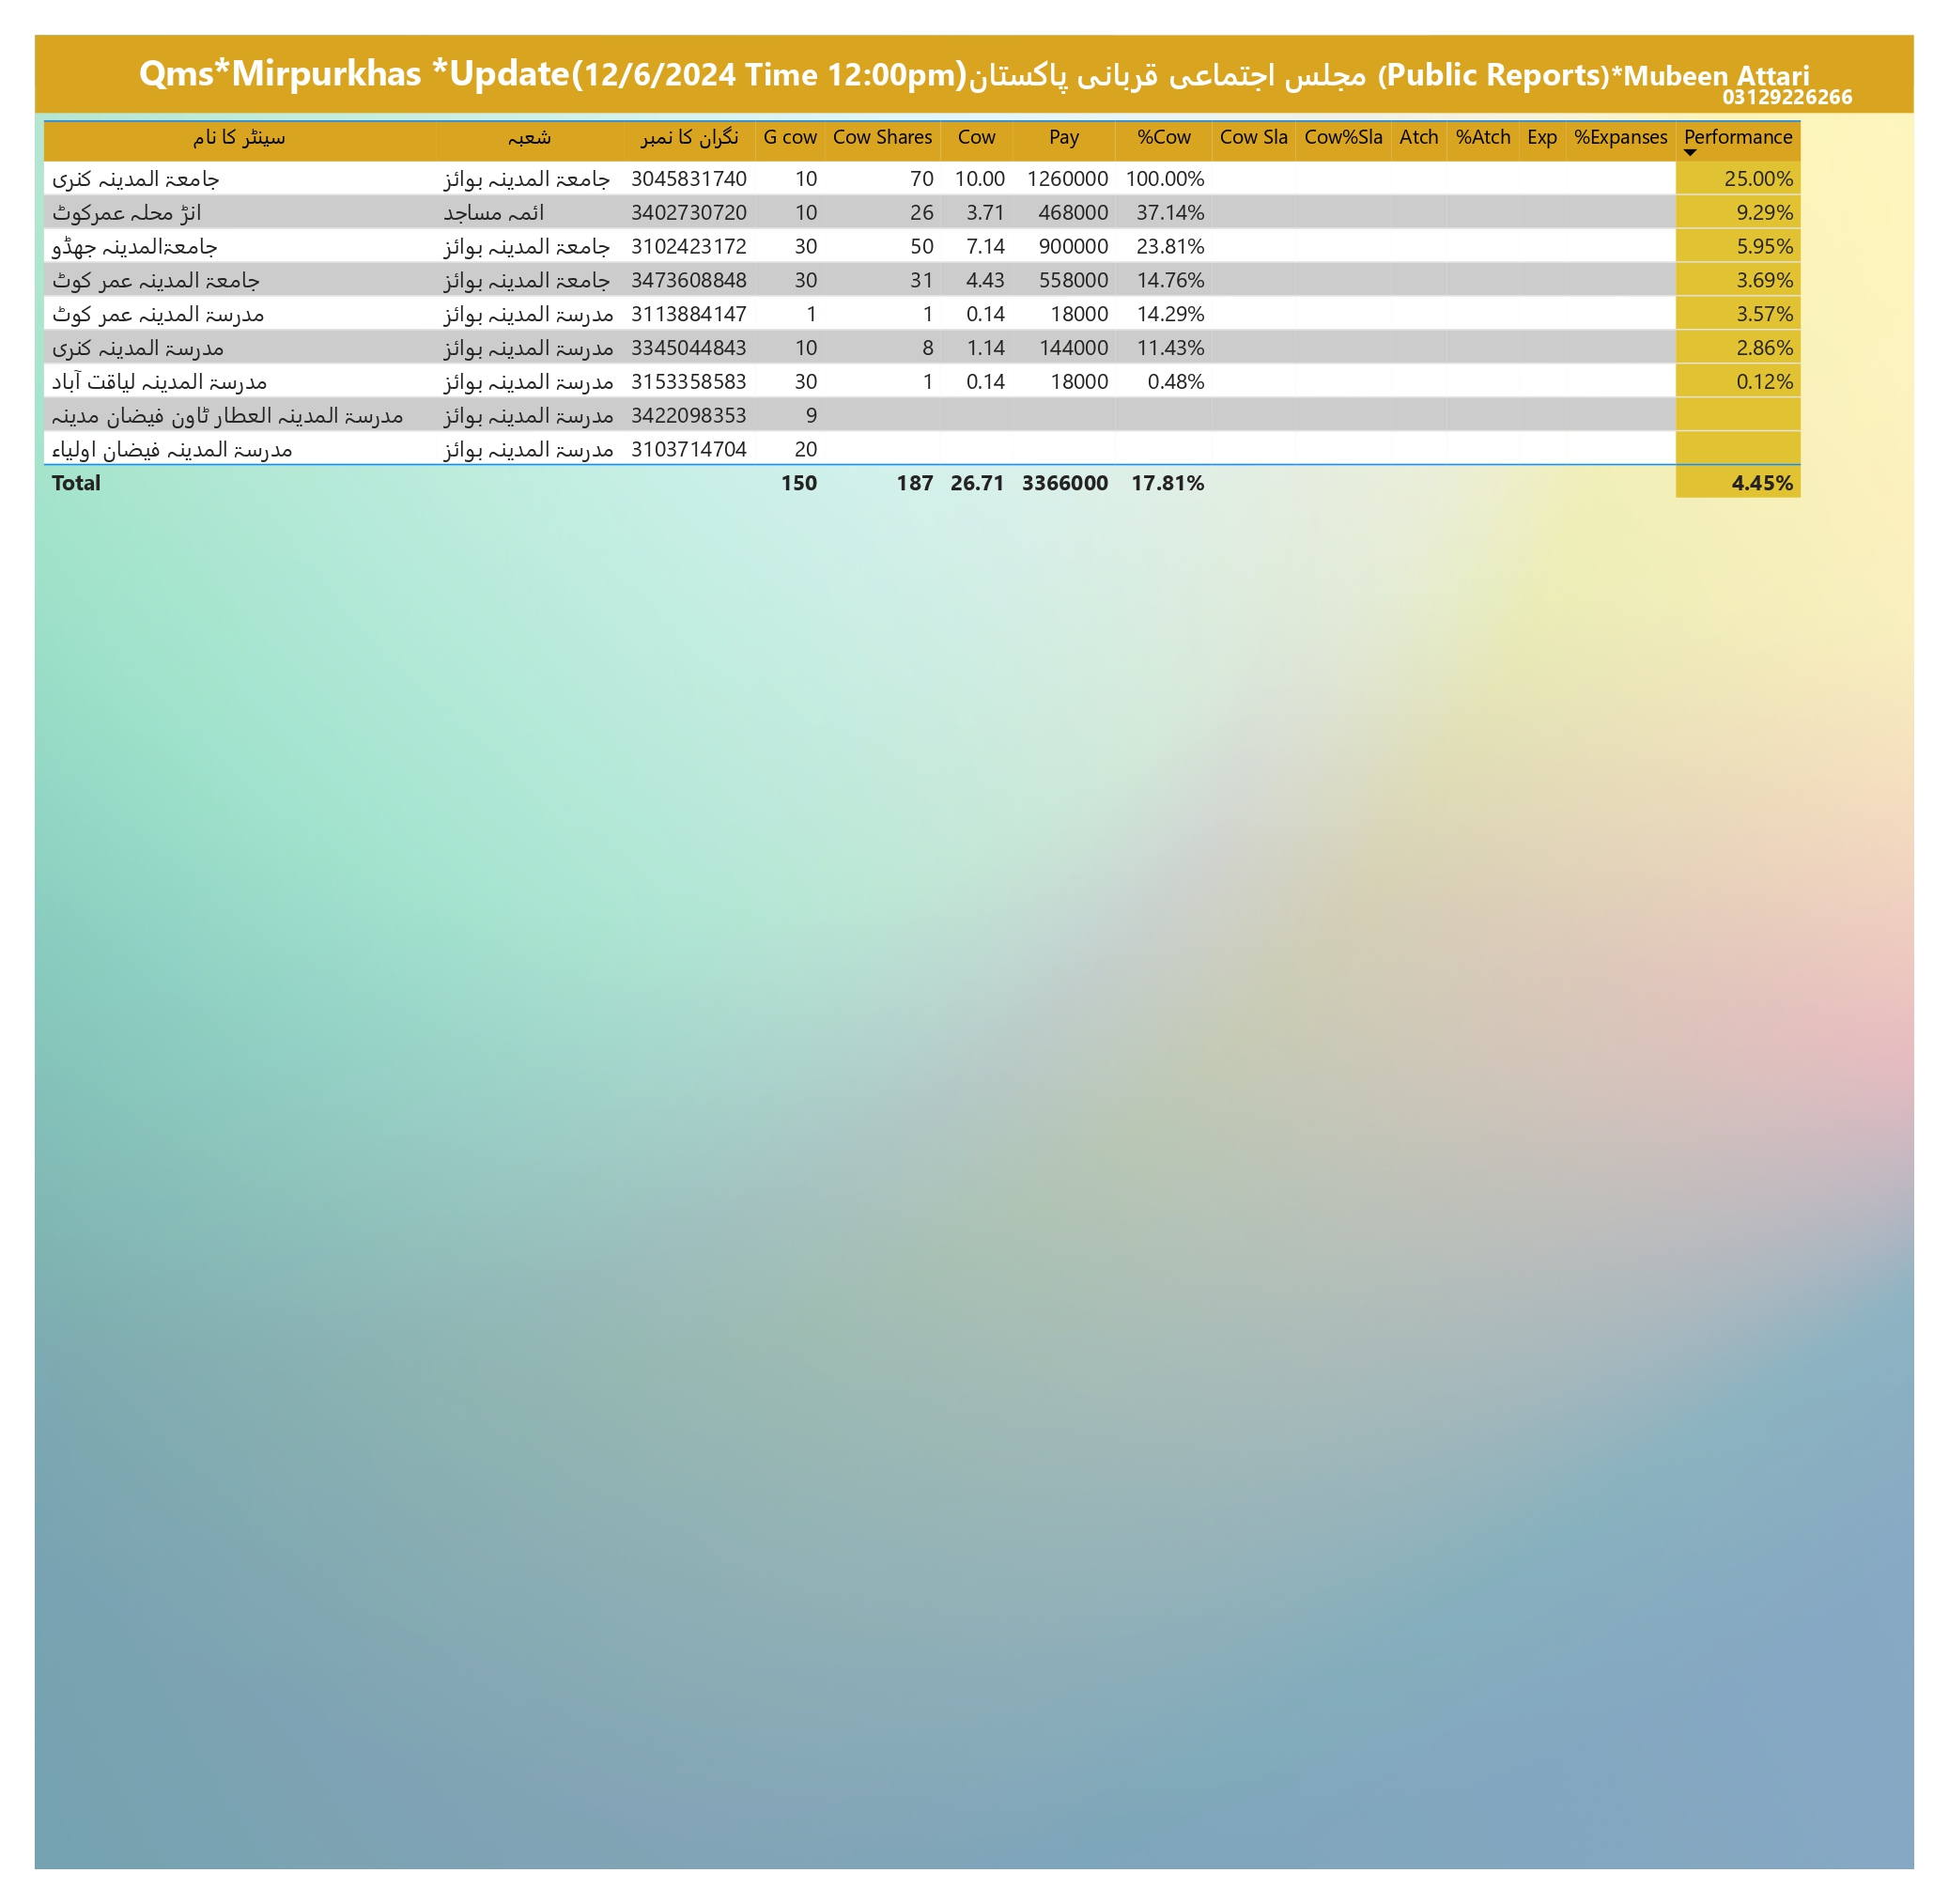 Qms*Mirpurkhas *Update(12/6/2024 Time 12:00pm)مجلس اجتماعی قربانی پاکستان (Public Reports)*Mubeen Attari
03129226266
سینٹر کا نام شعبہ نگران کا نمبر G cow Cow Shares Cow Pay %Cow Cow Sla Cow%Sla Atch %Atch Exp %Expanses Performance
جامعۃ المدینہ کنری جامعۃ المدینہ بوائز 3045831740 10 70 10.00 1260000 100.00% 25.00%
انڑ محلہ عمرکوٹ ائمہ مساجد 3402730720 10 26 3.71 468000 37.14% 9.29%
جامعۃالمدینہ جھڈو جامعۃ المدینہ بوائز 3102423172 30 50 7.14 900000 23.81% 5.95%
جامعۃ المدینہ عمر کوٹ جامعۃ المدینہ بوائز 3473608848 30 31 4.43 558000 14.76% 3.69%
مدرسۃ المدینہ عمر کوٹ مدرسۃ المدینہ بوائز 3113884147 1 1 0.14 18000 14.29% 3.57%
مدرسۃ المدینہ کنری مدرسۃ المدینہ بوائز 3345044843 10 8 1.14 144000 11.43% 2.86%
مدرسۃ المدینہ لیاقت آباد مدرسۃ المدینہ بوائز 3153358583 30 1 0.14 18000 0.48% 0.12%
مدرسۃ المدینہ العطار ٹاون فیضان مدینہ مدرسۃ المدینہ بوائز 3422098353 9
مدرسۃ المدینہ فیضان اولیاء مدرسۃ المدینہ بوائز 3103714704 20
Total 150 187 26.71 3366000 17.81% 4.45%